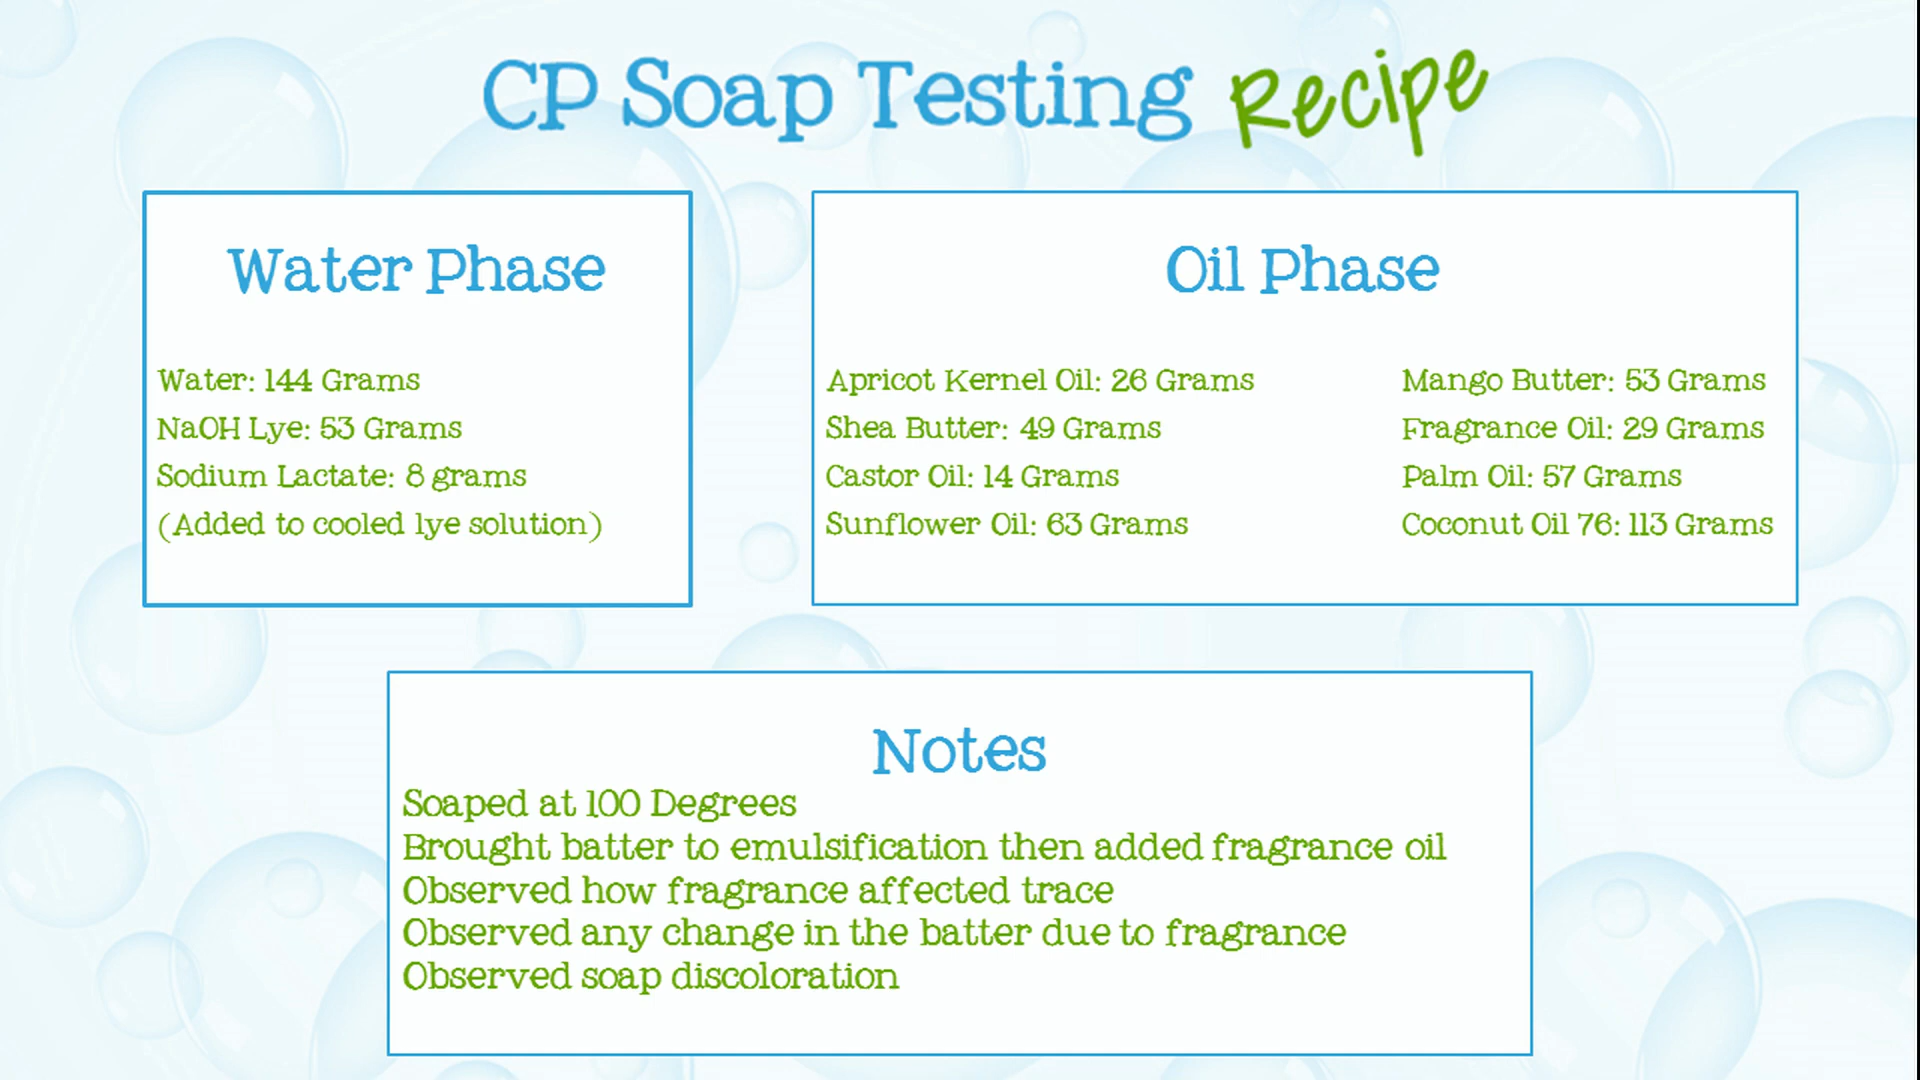 CP Soap Testing Recipe
Water Phase
Water: 144 Grams
NaOH Lye: 53 Grams
Sodium Lactate: 8 grams
(Added to cooled lye solution)
Oil Phase
Apricot Kernel Oil: 26 Grams
Shea Butter: 49 Grams
Castor Oil: 14 Grams
Sunflower Oil: 63 Grams
Mango Butter: 53 Grams
Fragrance Oil: 29 Grams
Palm Oil: 57 Grams
Coconut Oil 76: 113 Grams
Notes
Soaped at 100 Degrees
Brought batter to emulsification then added fragrance oil
Observed how fragrance affected trace
Observed any change in the batter due to fragrance
Observed soap discoloration